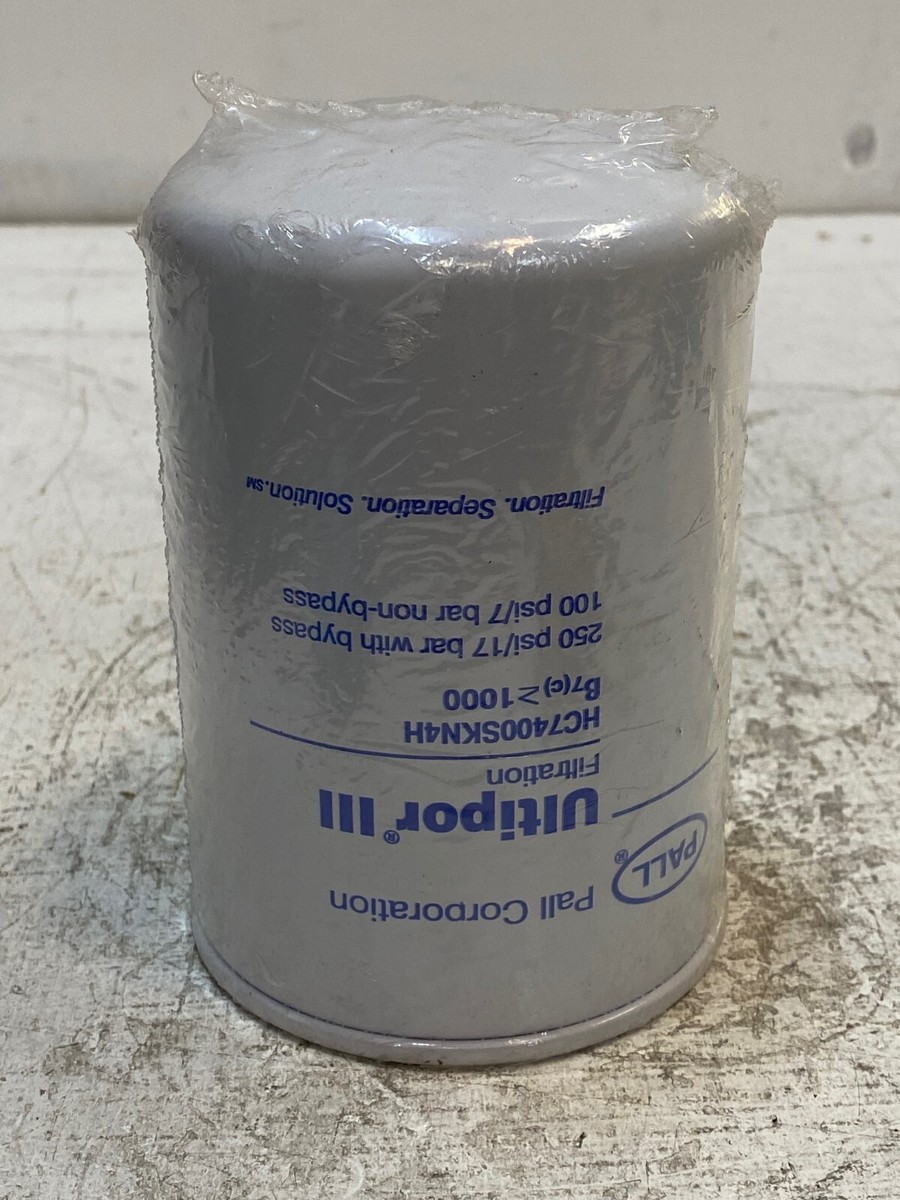 Pall Corporation
PALL®
Ultipor® III
Filtration
HC7400SKN4H
β7(c) ≥1000
250 psi/17 bar with bypass
100 psi/7 bar non-bypass
Filtration. Separation. Solution.SM